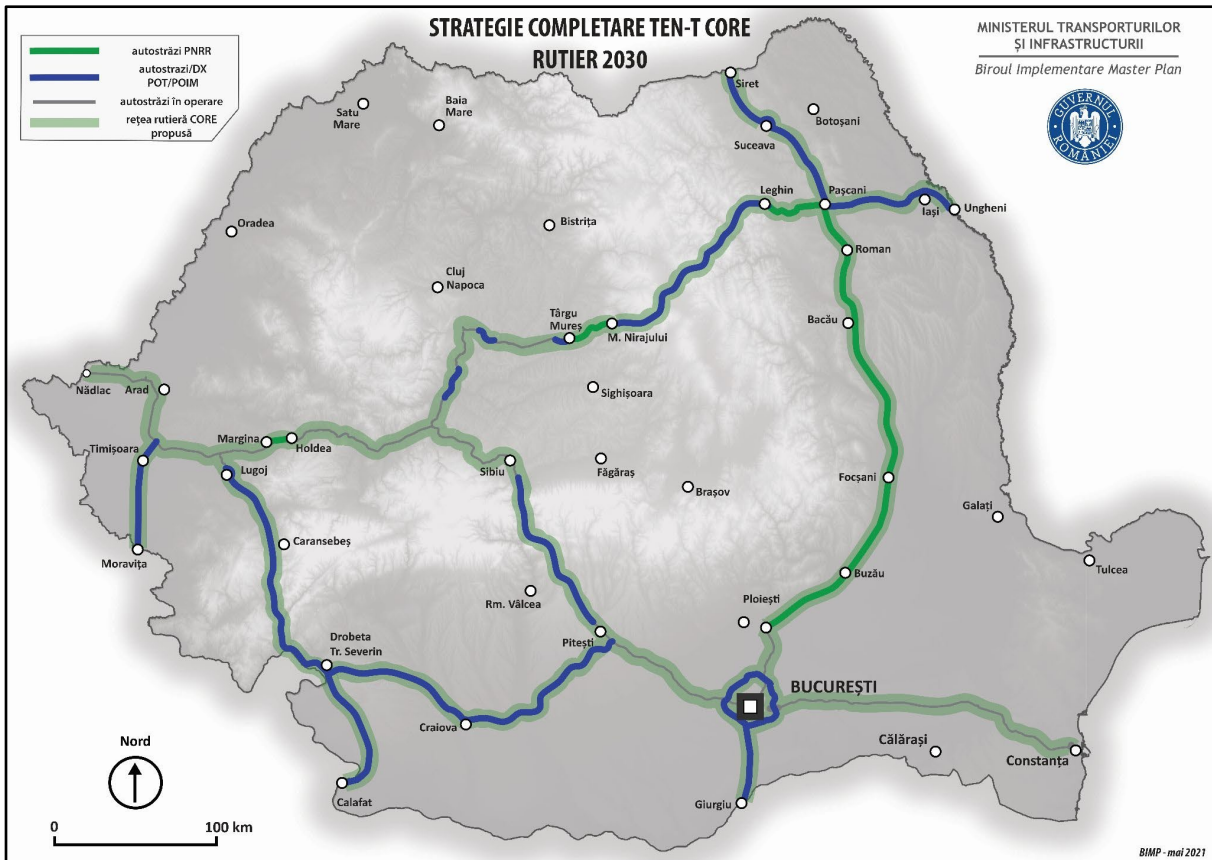 STRATEGIE COMPLETARE TEN-T CORE
RUTIER 2030
MINISTERUL TRANSPORTURILOR
ȘI INFRASTRUCTURII
Biroul Implementare Master Plan
GUVERNUL ROMÂNIEI
autostrăzi PNRR
autostrazi/DX
POT/POIM
autostrăzi în operare
rețea rutieră CORE
propusă
Siret
Satu
Mare
Baia
Mare
Botoșani
Suceava
Leghin
Pașcani
Iași
Ungheni
Oradea
Bistrița
Roman
Cluj
Napoca
Târgu
Mureș
M. Nirajului
Bacău
Nădlac
Arad
Sighișoara
Margina
Holdea
Timișoara
Lugoj
Sibiu
Făgăraș
Brașov
Focșani
Galați
Caransebeș
Moravița
Tulcea
Buzău
Rm. Vâlcea
Ploiești
Pitești
Drobeta
Tr. Severin
BUCUREȘTI
Craiova
Călărași
Constanța
Nord
Calafat
Giurgiu
0
100 km
BIMP - mai 2021